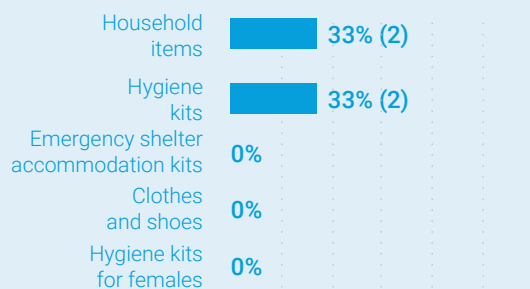 Household
items
33% (2)
Hygiene
kits
33% (2)
Emergency shelter
accommodation kits
0%
Clothes
and shoes
0%
Hygiene kits
for females
0%